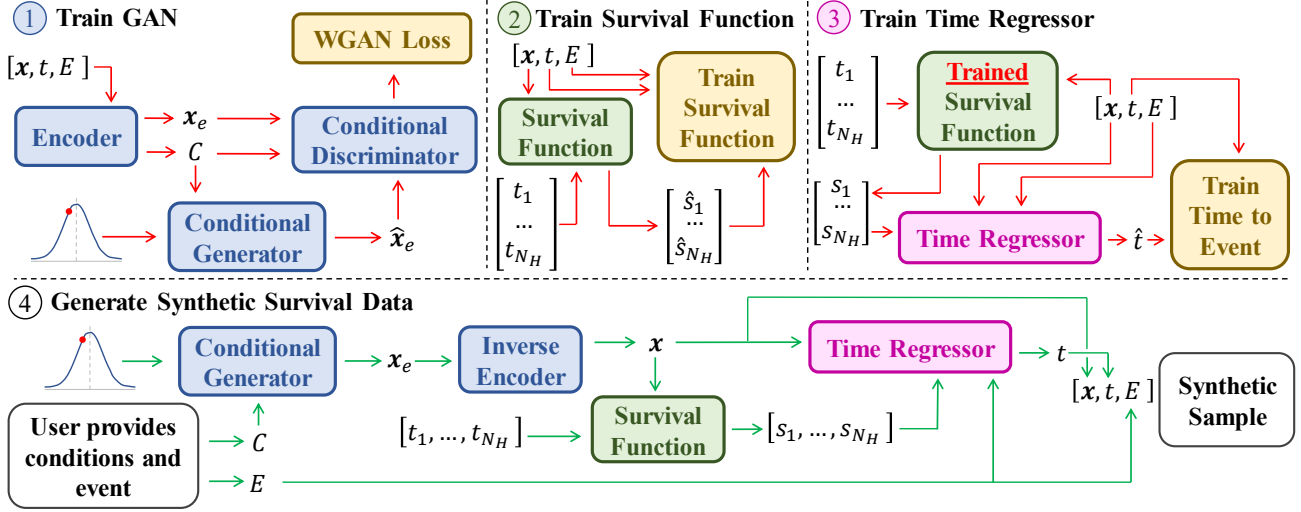 1 Train GAN
[x, t, E]
WGAN Loss
Encoder
x_e
C
Conditional
Discriminator
Conditional
Generator
x̂_e
2 Train Survival Function
[x, t, E]
Survival
Function
Train
Survival
Function
[t_1
...
t_{N_H}]
[ŝ_1
...
ŝ_{N_H}]
3 Train Time Regressor
[t_1
...
t_{N_H}]
Trained
Survival
Function
[x, t, E]
[s_1
...
s_{N_H}]
Time Regressor
t̂
Train
Time to
Event
4 Generate Synthetic Survival Data
Conditional
Generator
x_e
Inverse
Encoder
x
Time Regressor
t
[x, t, E]
Synthetic
Sample
User provides
conditions and
event
C
E
[t_1, ..., t_{N_H}]
Survival
Function
[s_1, ..., s_{N_H}]